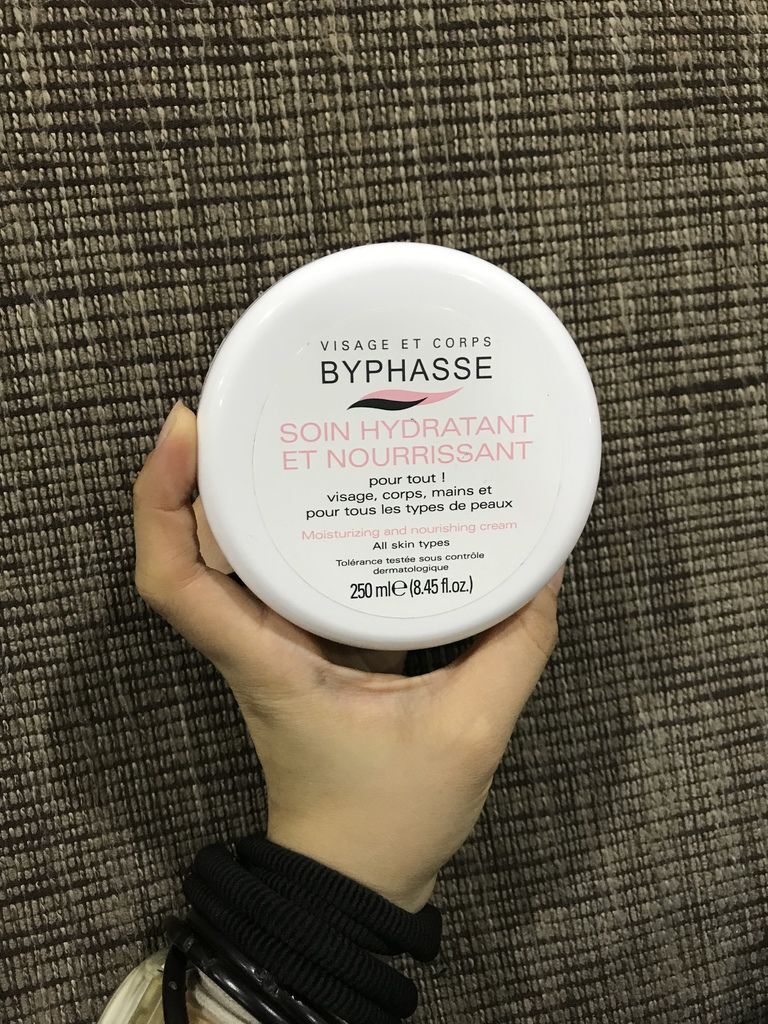 VISAGE ET CORPS
BYPHASSE
SOIN HYDRATANT
ET NOURRISSANT
pour tout !
visage, corps, mains et
pour tous les types de peaux
Moisturizing and nourishing cream
All skin types
Tolérance testée sous contrôle
dermatologique
250 ml ℮ (8.45 fl.oz.)